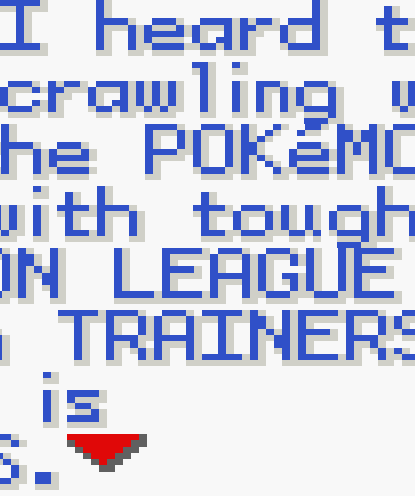 I heard t
crawling
he POKéMO
with tough
N LEAGUE
TRAINERS
is
s.